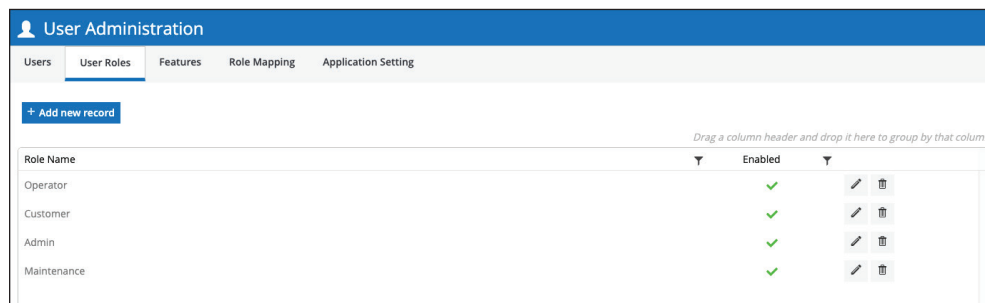 User Administration
Users User Roles Features Role Mapping Application Setting
+ Add new record
Drag a column header and drop it here to group by that colum
Role Name Enabled
Operator
Customer
Admin
Maintenance